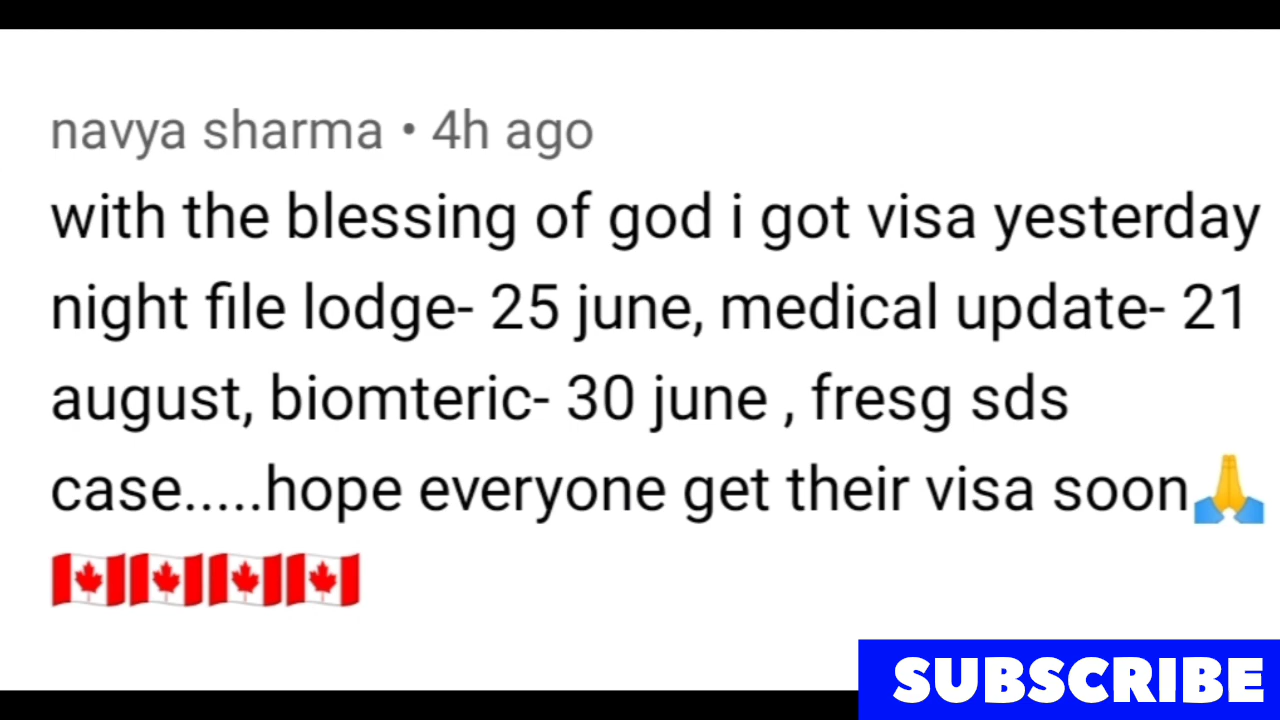 navya sharma • 4h ago
with the blessing of god i got visa yesterday
night file lodge- 25 june, medical update- 21
august, biomteric- 30 june , fresg sds
case.....hope everyone get their visa soon🙏
🇨🇦🇨🇦🇨🇦🇨🇦
SUBSCRIBE